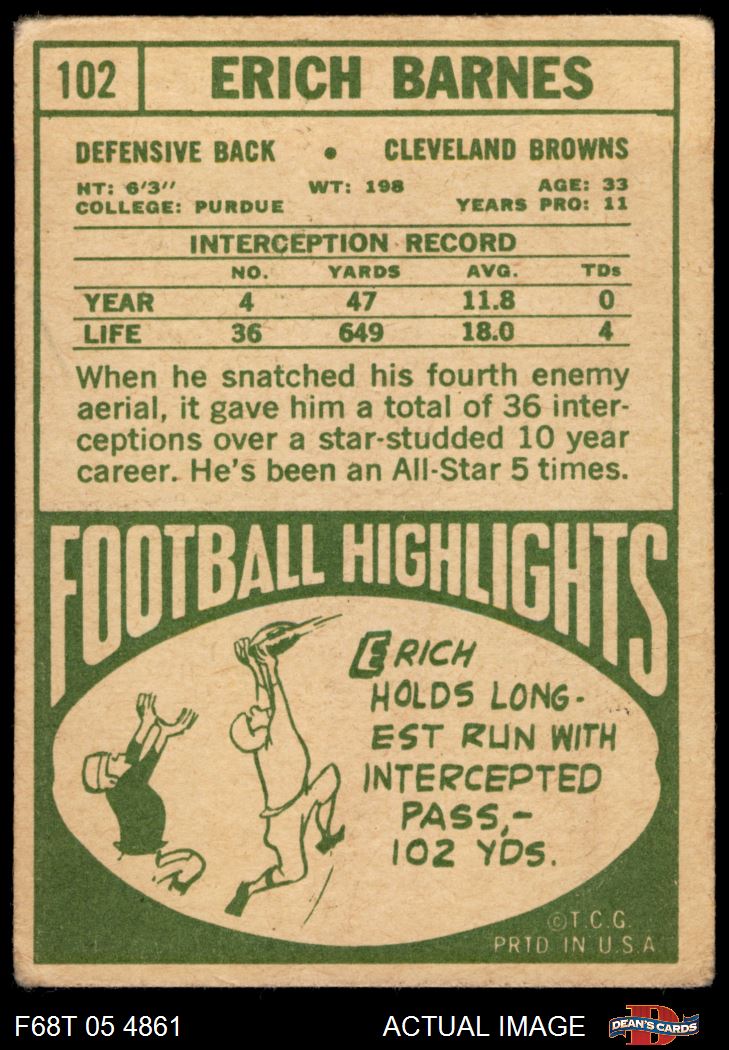 102 ERICH BARNES
DEFENSIVE BACK • CLEVELAND BROWNS
HT: 6'3" WT: 198 AGE: 33
COLLEGE: PURDUE YEARS PRO: 11
INTERCEPTION RECORD
NO. YARDS AVG. TDs
YEAR 4 47 11.8 0
LIFE 36 649 18.0 4
When he snatched his fourth enemy
aerial, it gave him a total of 36 inter-
ceptions over a star-studded 10 year
career. He's been an All-Star 5 times.
FOOTBALL HIGHLIGHTS
ERICH
HOLDS LONG-
EST RUN WITH
INTERCEPTED
PASS,-
102 YDS.
©T.C.G.
PRTD IN U.S.A
F68T 05 4861 ACTUAL IMAGE D DEAN'S CARDS